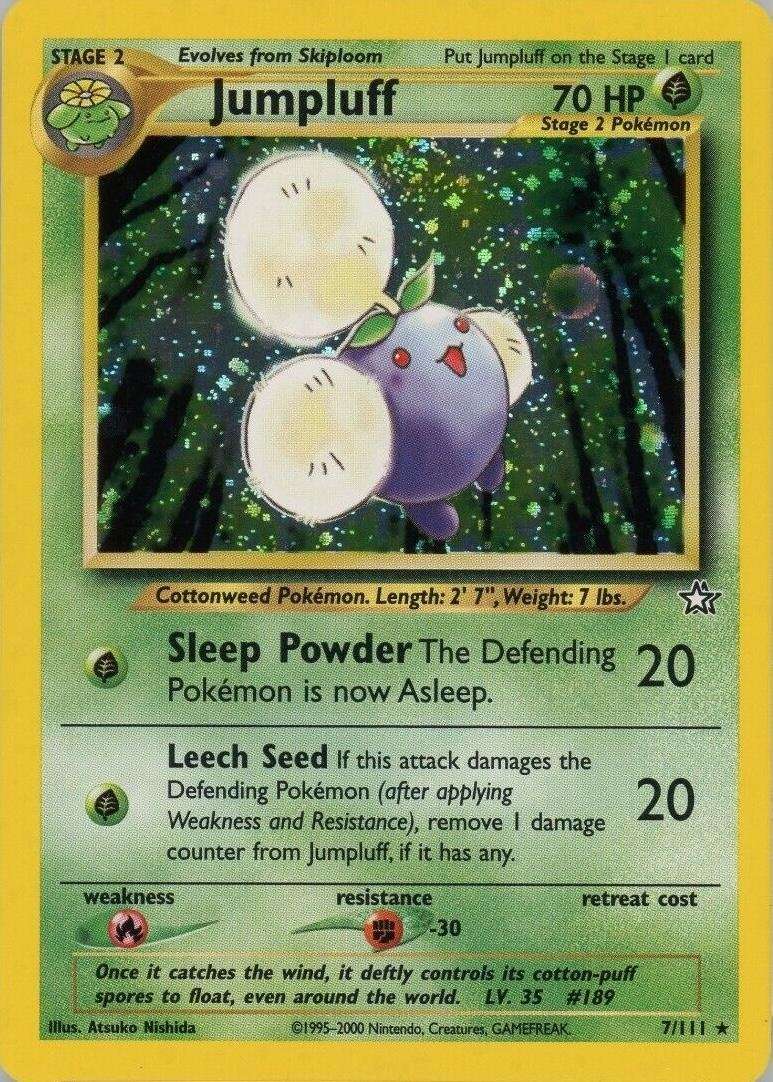 STAGE 2 Evolves from Skiploom Put Jumpluff on the Stage 1 card
Jumpluff 70 HP
Stage 2 Pokémon
Cottonweed Pokémon. Length: 2' 7", Weight: 7 lbs.
Sleep Powder The Defending 20
Pokémon is now Asleep.
Leech Seed If this attack damages the
Defending Pokémon (after applying 20
Weakness and Resistance), remove 1 damage
counter from Jumpluff, if it has any.
weakness resistance retreat cost
-30
Once it catches the wind, it deftly controls its cotton-puff
spores to float, even around the world. LV. 35 #189
Illus. Atsuko Nishida ©1995–2000 Nintendo, Creatures, GAMEFREAK. 7/111 ★